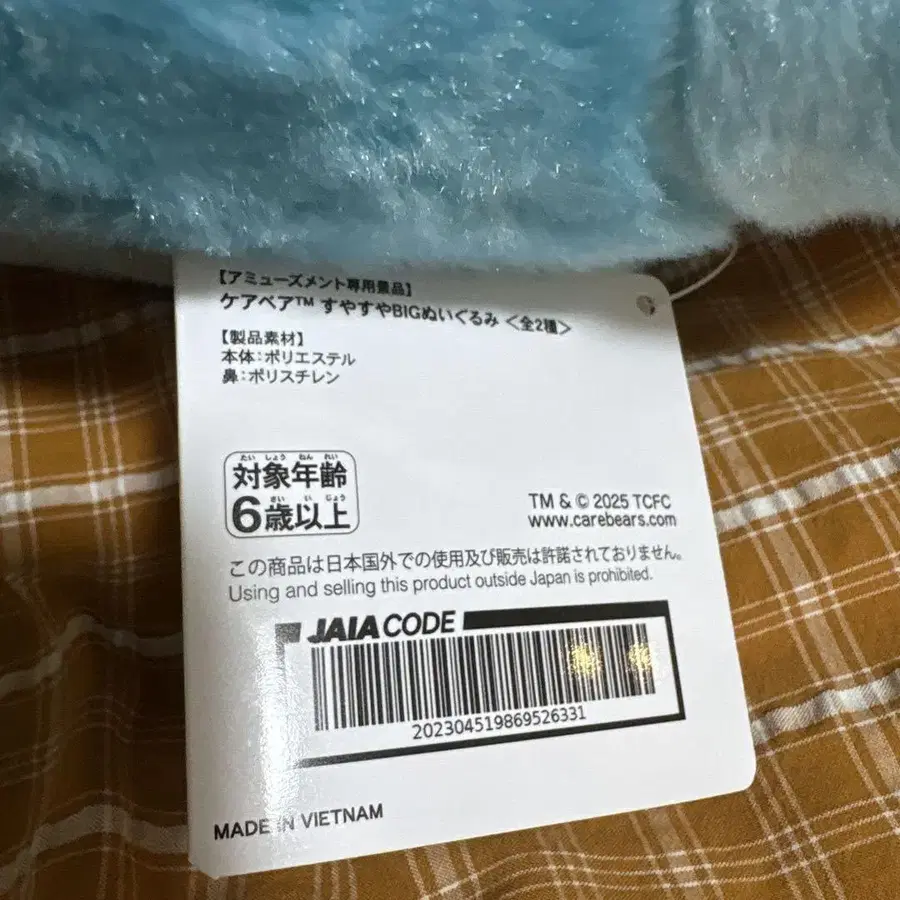 【アミューズメント専用景品】
ケアベア™ すやすやBIGぬいぐるみ <全2種>
【製品素材】
本体:ポリエステル
鼻:ポリスチレン
たいしょうねんれい
対象年齢
さいいじょう
6歳以上
TM & © 2025 TCFC
www.carebears.com
この商品は日本国外での使用及び販売は許諾されておりません。
Using and selling this product outside Japan is prohibited.
JAIA CODE
202304519869526331
MADE IN VIETNAM